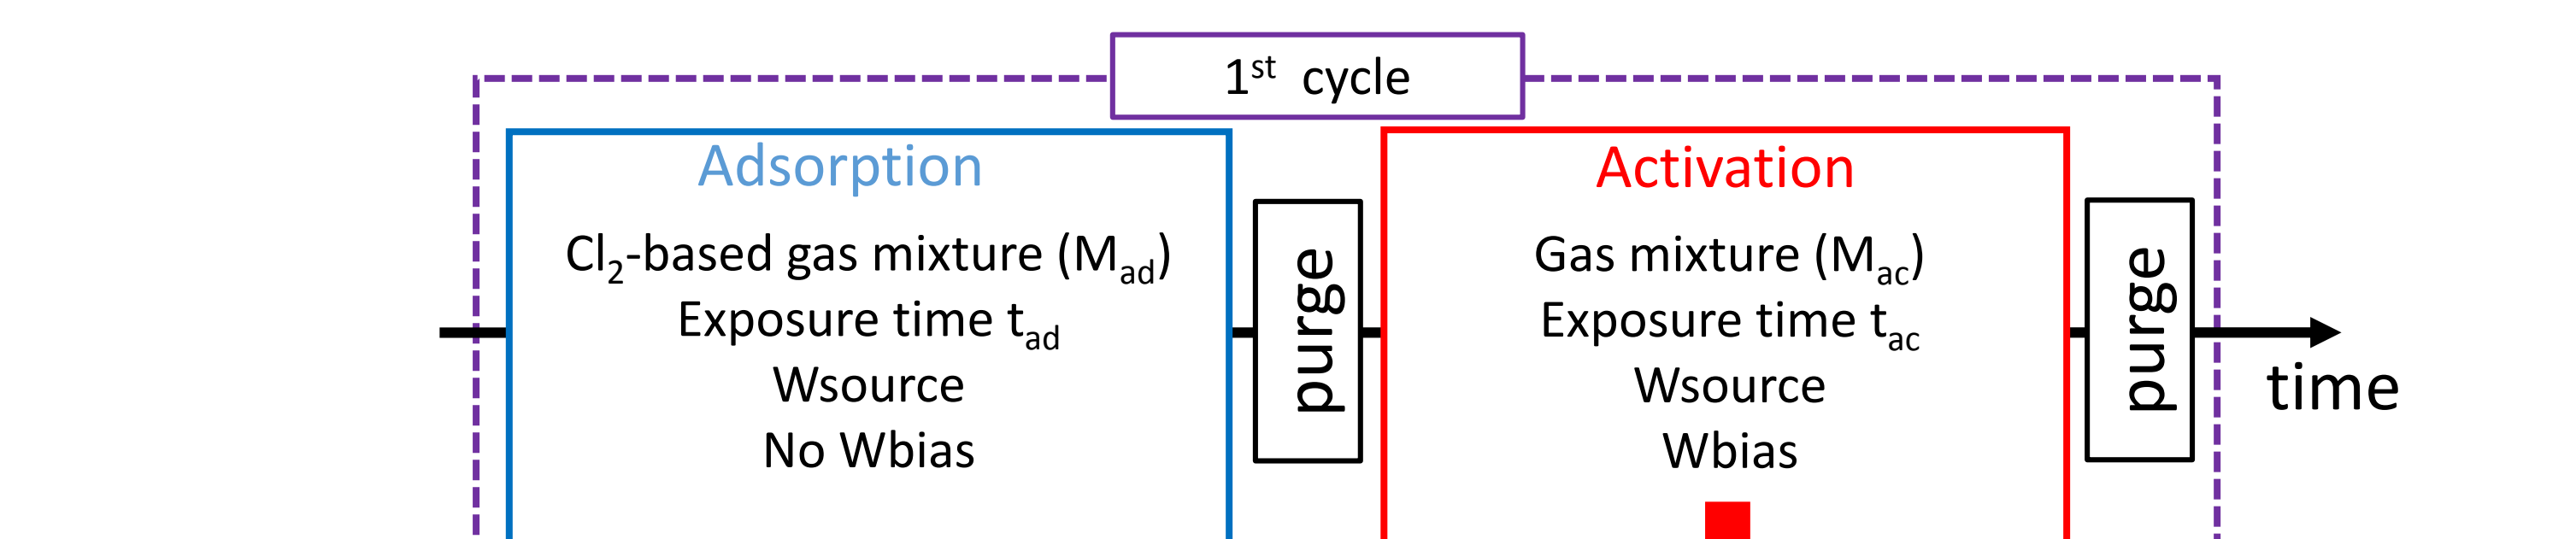 1st cycle
Adsorption
Cl2-based gas mixture (Mad)
Exposure time tad
Wsource
No Wbias
purge
Activation
Gas mixture (Mac)
Exposure time tac
Wsource
Wbias
purge
time